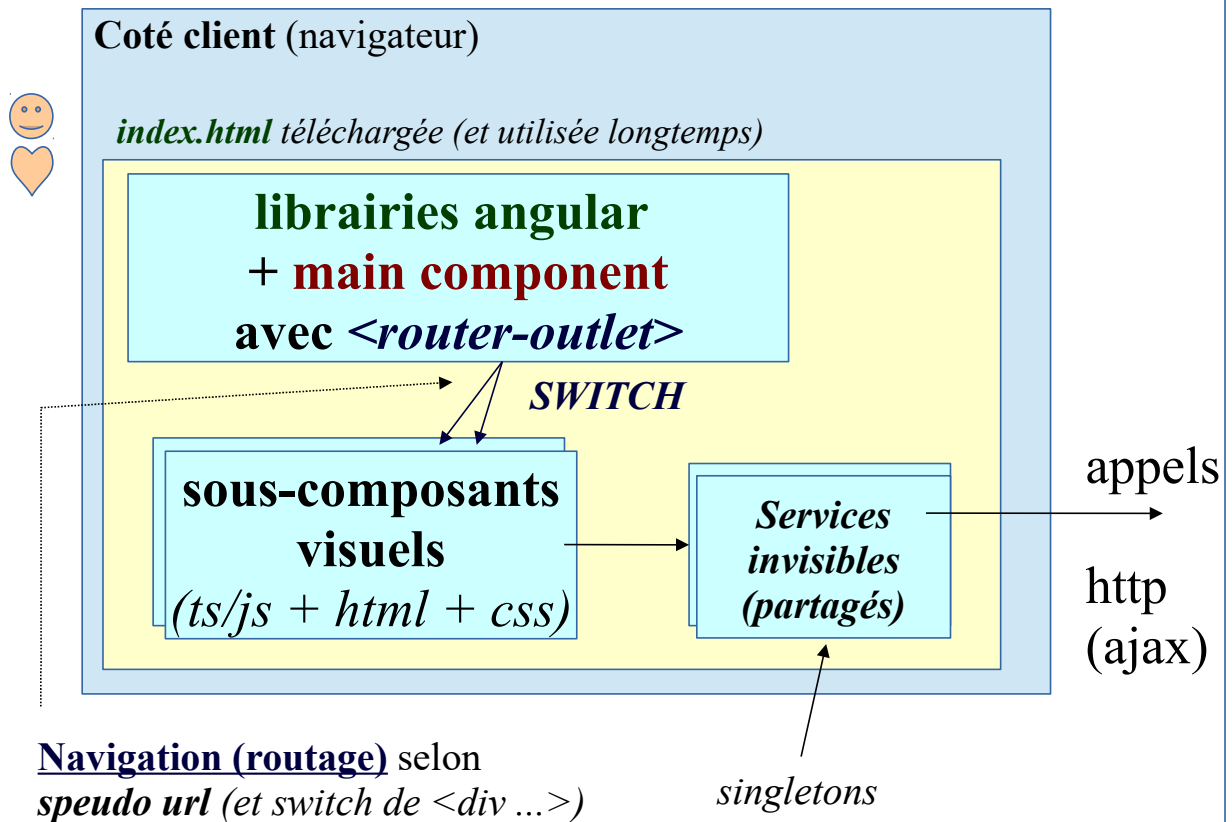 Coté client (navigateur)
index.html téléchargée (et utilisée longtemps)
librairies angular
+ main component
avec <router-outlet>
SWITCH
sous-composants
visuels
(ts/js + html + css)
Services
invisibles
(partagés)
appels
http
(ajax)
Navigation (routage) selon
speudo url (et switch de <div ...>)
singletons